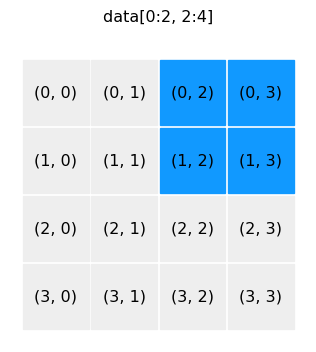 data[0:2, 2:4]
(0, 0) (0, 1) (0, 2) (0, 3)
(1, 0) (1, 1) (1, 2) (1, 3)
(2, 0) (2, 1) (2, 2) (2, 3)
(3, 0) (3, 1) (3, 2) (3, 3)